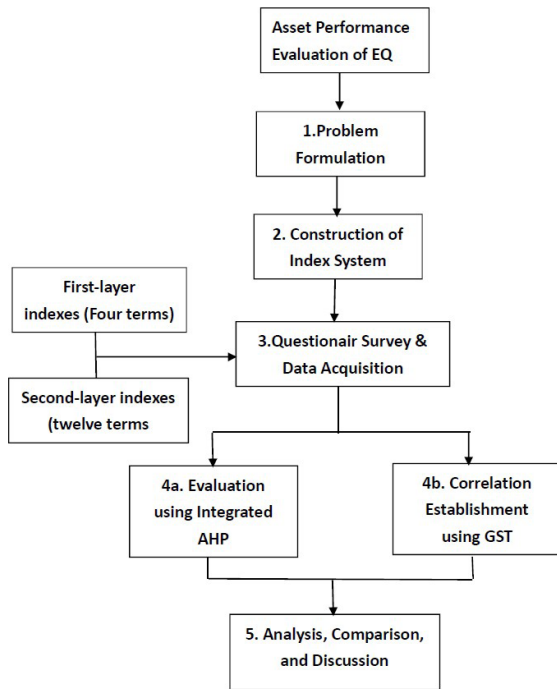 Asset Performance
Evaluation of EQ
1.Problem
Formulation
2. Construction of
Index System
First-layer
indexes (Four terms)
3.Questionair Survey &
Data Acquisition
Second-layer indexes
(twelve terms
4a. Evaluation
using Integrated
AHP
4b. Correlation
Establishment
using GST
5. Analysis, Comparison,
and Discussion